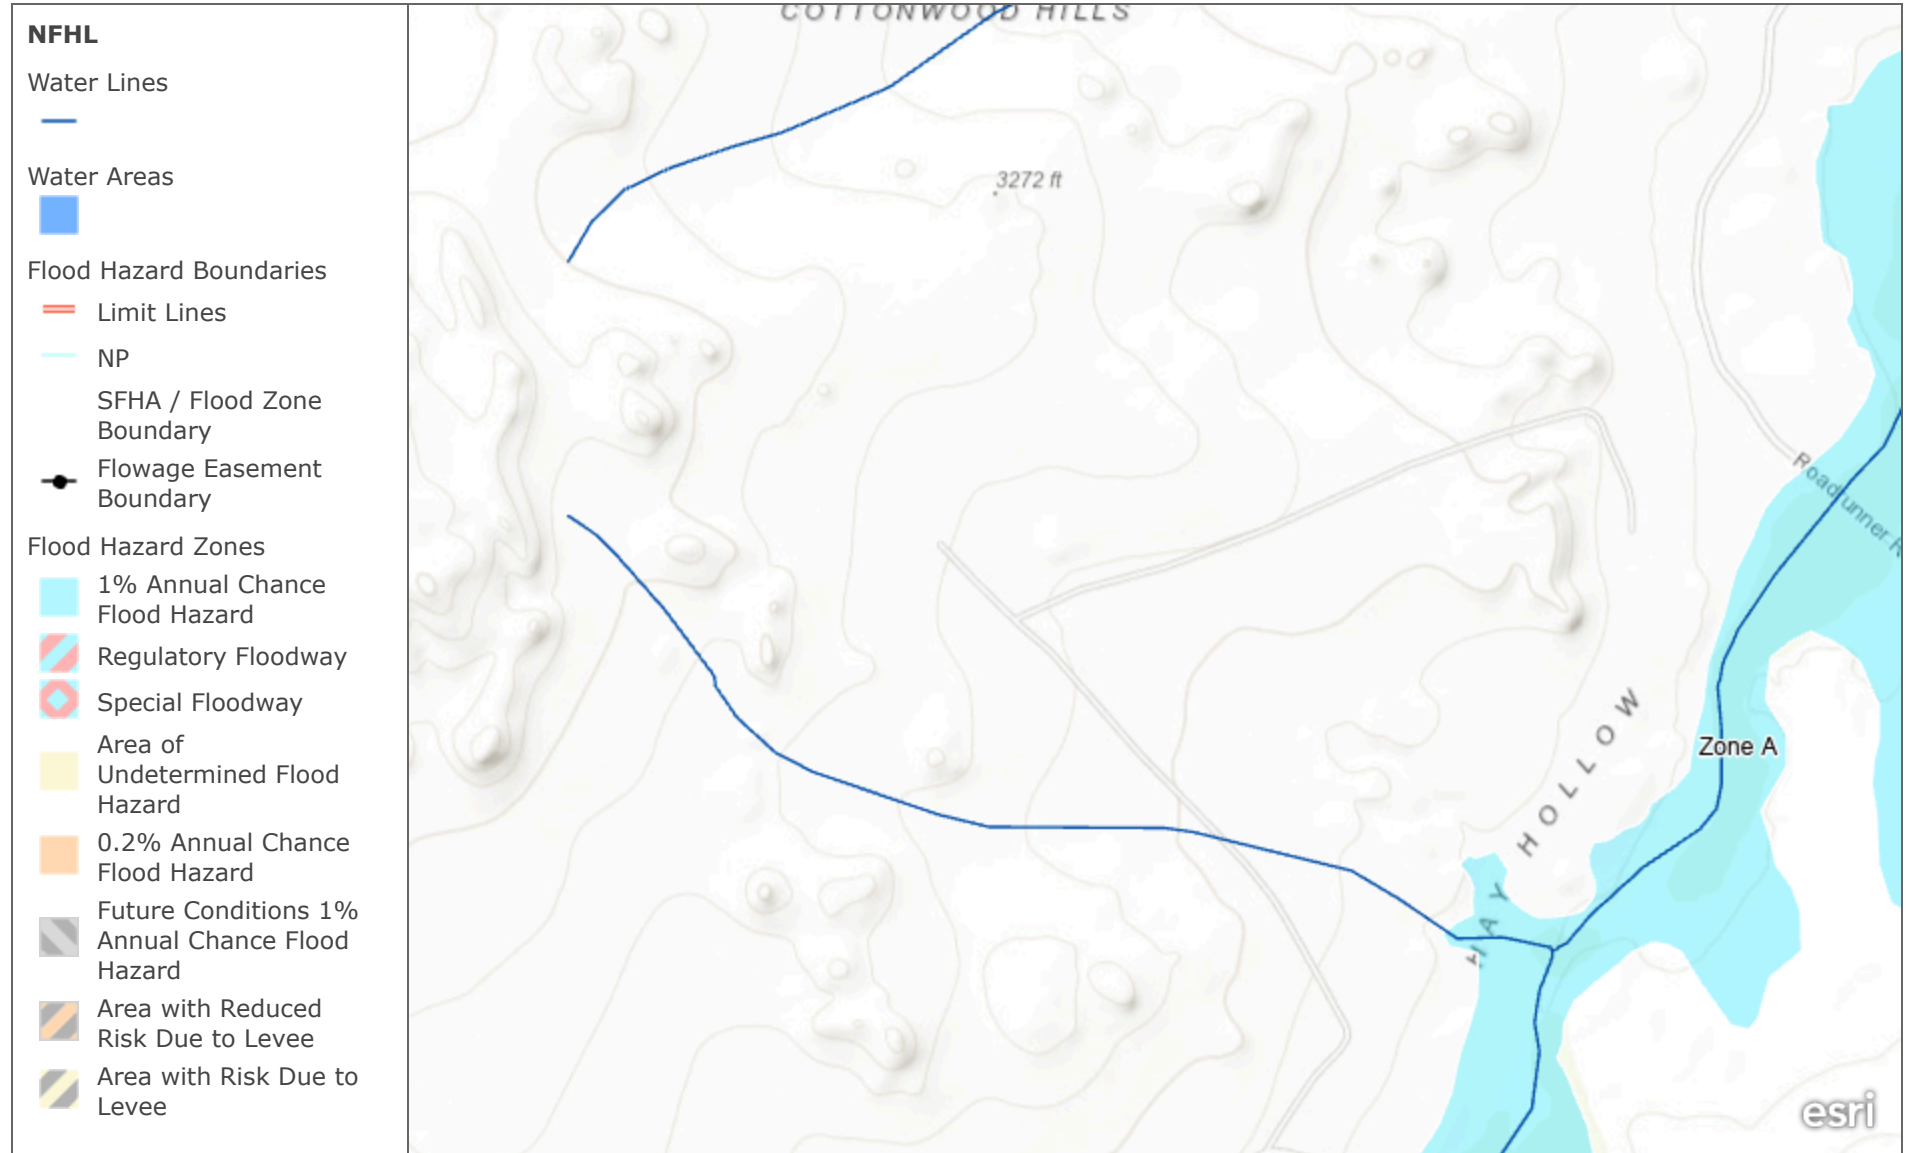 NFHL
Water Lines
Water Areas
Flood Hazard Boundaries
Limit Lines
NP
SFHA / Flood Zone
Boundary
Flowage Easement
Boundary
Flood Hazard Zones
1% Annual Chance
Flood Hazard
Regulatory Floodway
Special Floodway
Area of
Undetermined Flood
Hazard
0.2% Annual Chance
Flood Hazard
Future Conditions 1%
Annual Chance Flood
Hazard
Area with Reduced
Risk Due to Levee
Area with Risk Due to
Levee
COTTONWOOD HILLS
3272 ft
Roadrunner R
Zone A
HAY HOLLOW
esri